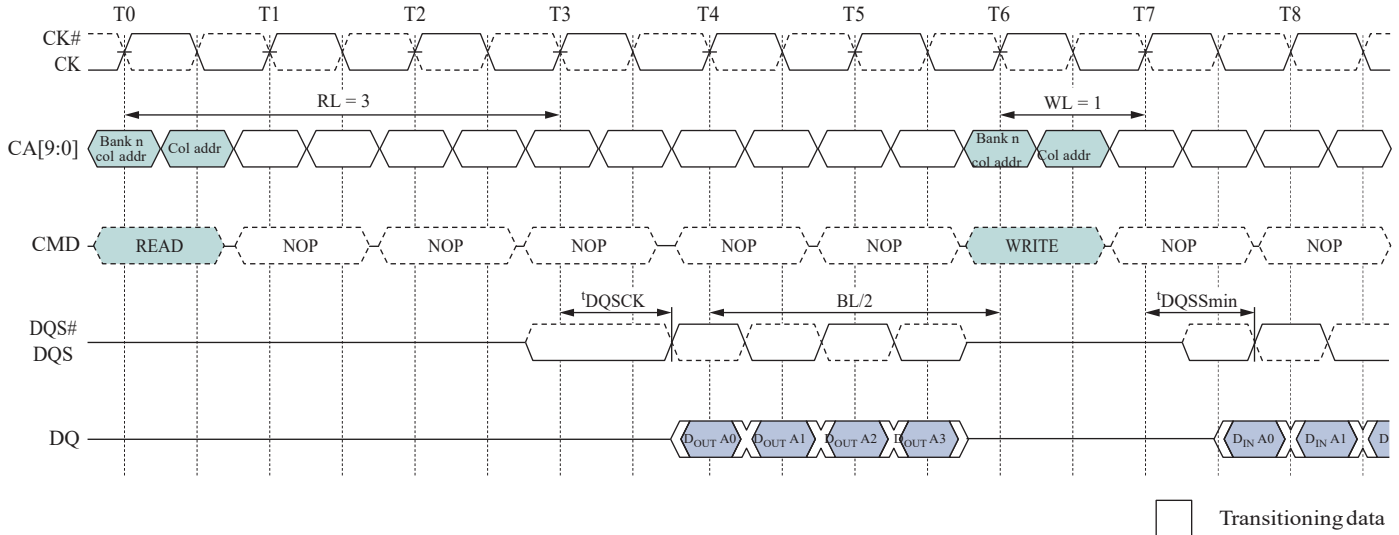 T0 T1 T2 T3 T4 T5 T6 T7 T8
CK#
CK
RL = 3
WL = 1
CA[9:0]
Bank n
col addr
Col addr
Bank n
col addr
Col addr
CMD
READ NOP NOP NOP NOP NOP WRITE NOP NOP
tDQSCK
BL/2
tDQSSmin
DQS#
DQS
DQ
DOUT A0 DOUT A1 DOUT A2 DOUT A3 DIN A0 DIN A1 D
Transitioning data